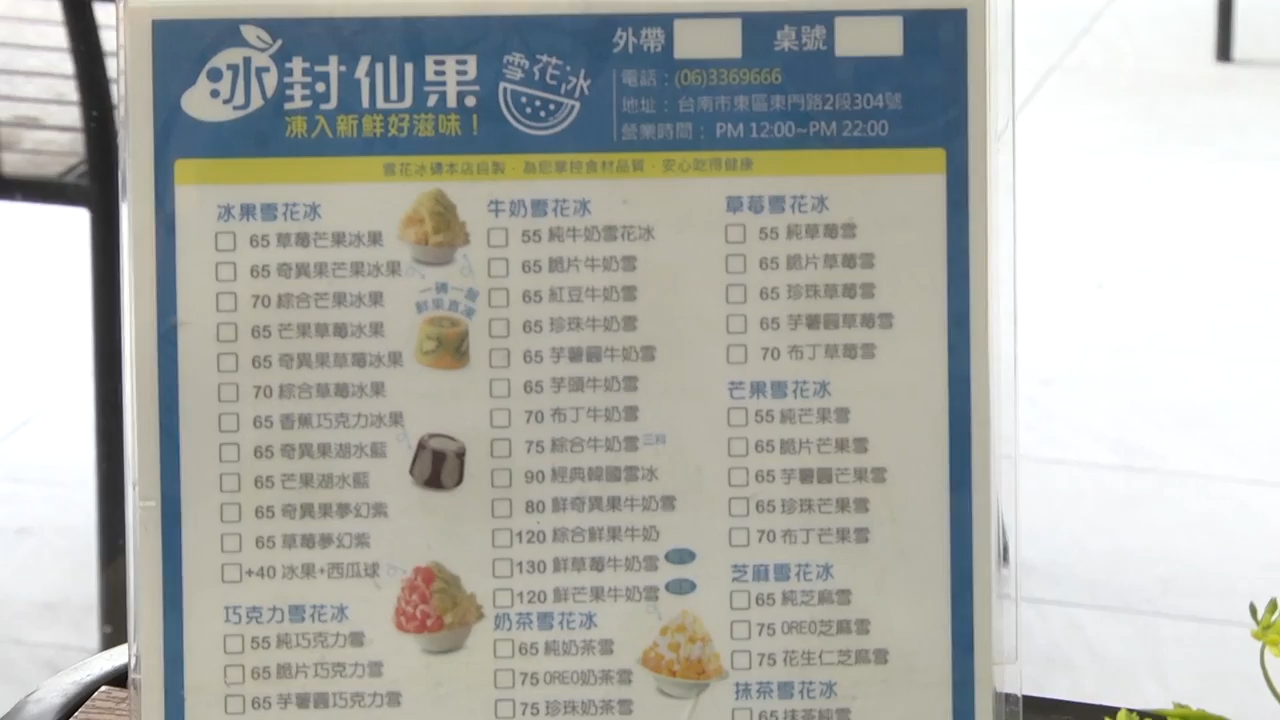 冰封仙果
凍入新鮮好滋味！
雪花冰
外帶
桌號
電話：(06)3369666
地址：台南市東區東門路2段304號
營業時間：PM 12:00~PM 22:00
雪花冰磚本店自製．為您掌控食材品質．安心吃得健康
冰果雪花冰
65 草莓芒果冰果
65 奇異果芒果冰果
70 綜合芒果冰果
65 芒果草莓冰果
65 奇異果草莓冰果
70 綜合草莓冰果
65 香蕉巧克力冰果
65 奇異果湖水藍
65 芒果湖水藍
65 奇異果夢幻紫
65 草莓夢幻紫
+40 冰果+西瓜球
一磚一盤
鮮果直凍
巧克力雪花冰
55 純巧克力雪
65 脆片巧克力雪
65 芋薯圓巧克力雪
牛奶雪花冰
55 純牛奶雪花冰
65 脆片牛奶雪
65 紅豆牛奶雪
65 珍珠牛奶雪
65 芋薯圓牛奶雪
65 芋頭牛奶雪
70 布丁牛奶雪
75 綜合牛奶雪 三料
90 經典韓國雪冰
80 鮮奇異果牛奶雪
120 綜合鮮果牛奶
130 鮮草莓牛奶雪
120 鮮芒果牛奶雪
奶茶雪花冰
65 純奶茶雪
75 OREO奶茶雪
75 珍珠奶茶雪
草莓雪花冰
55 純草莓雪
65 脆片草莓雪
65 珍珠草莓雪
65 芋薯圓草莓雪
70 布丁草莓雪
芒果雪花冰
55 純芒果雪
65 脆片芒果雪
65 芋薯圓芒果雪
65 珍珠芒果雪
70 布丁芒果雪
芝麻雪花冰
65 純芝麻雪
75 OREO芝麻雪
75 花生仁芝麻雪
抹茶雪花冰
65 抹茶純雪